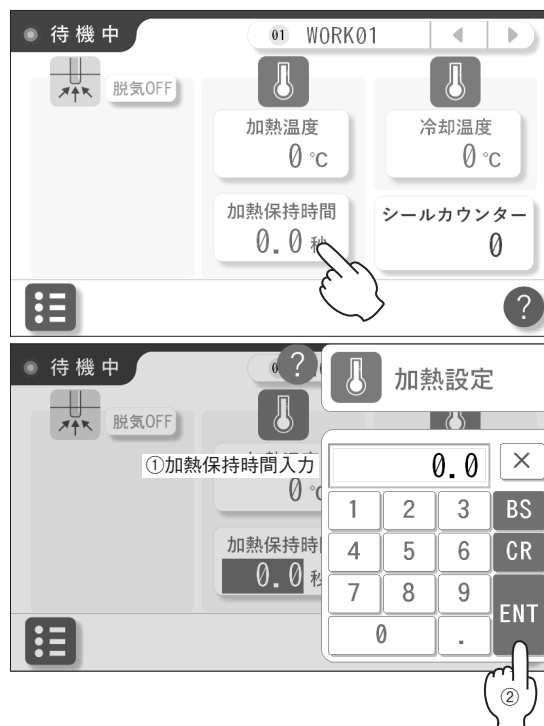 待機中
01 WORK01
脱気OFF
加熱温度
0 ℃
冷却温度
0 ℃
加熱保持時間
0.0 秒
シールカウンター
0
?
待機中
?
加熱設定
脱気OFF
①加熱保持時間入力
0.0 ×
0
1 2 3 BS
加熱保持時
4 5 6 CR
0.0 秒
7 8 9
ENT
0 .
②